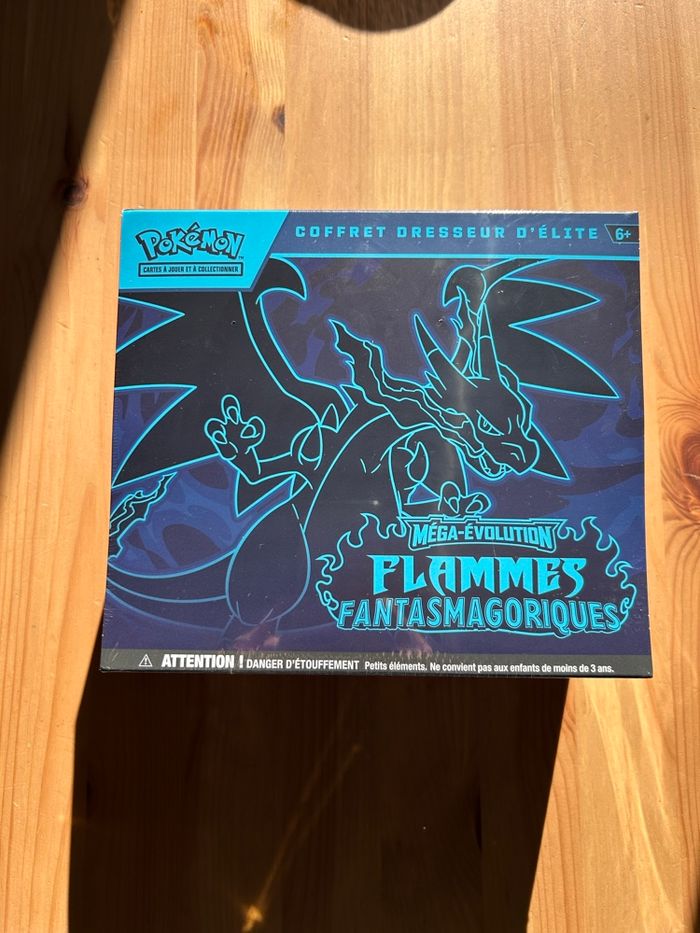 POKéMON™
CARTES À JOUER ET À COLLECTIONNER
COFFRET DRESSEUR D'ÉLITE 6+
MÉGA-ÉVOLUTION
FLAMMES
FANTASMAGORIQUES
⚠ ATTENTION ! DANGER D'ÉTOUFFEMENT Petits éléments. Ne convient pas aux enfants de moins de 3 ans.